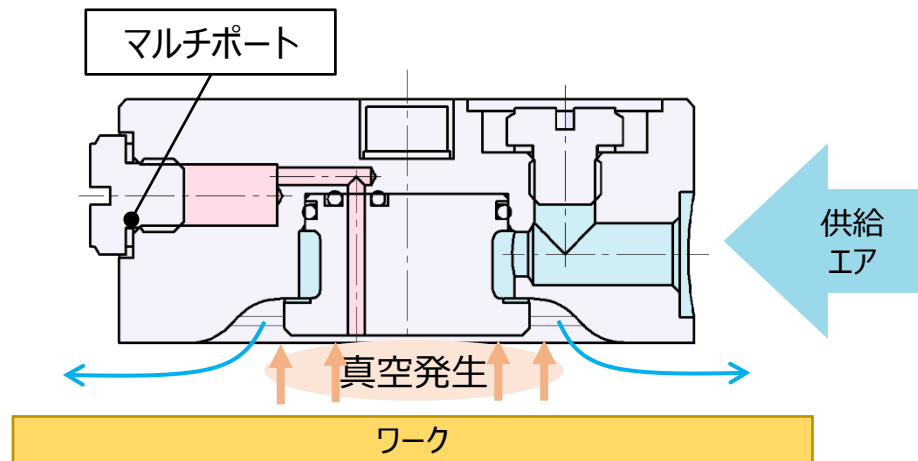 マルチポート
供給
エア
真空発生
ワーク